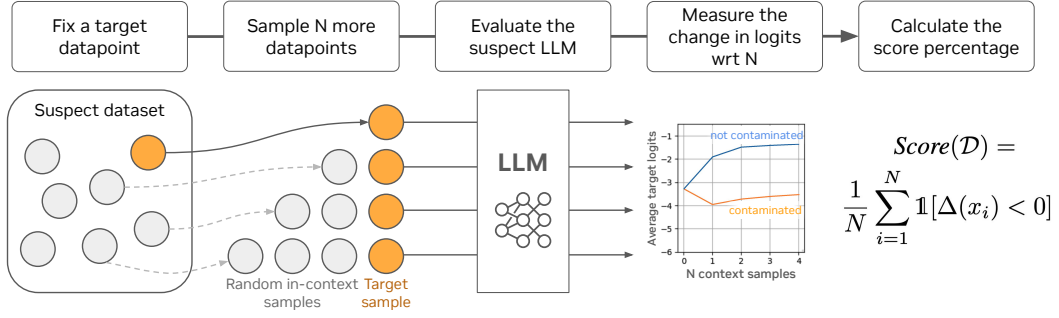 Fix a target
datapoint
Sample N more
datapoints
Evaluate the
suspect LLM
Measure the
change in logits
wrt N
Calculate the
score percentage
Suspect dataset
Random in-context
samples
Target
sample
LLM
Average target logits
−1
−2
−3
−4
−5
−6
not contaminated
contaminated
0 1 2 3 4
N context samples
Score(𝒟) =
1/N ∑_{i=1}^{N} 𝟙[Δ(x_i) < 0]